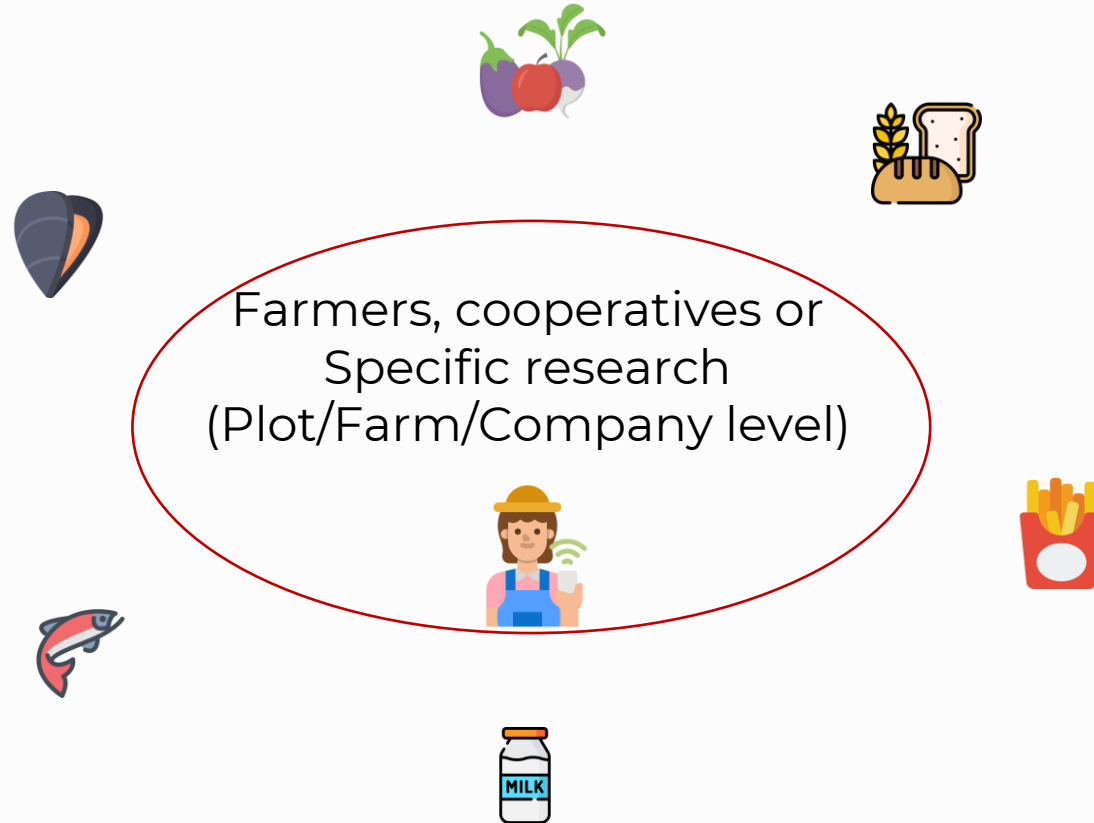 Farmers, cooperatives or
Specific research
(Plot/Farm/Company level)
MILK